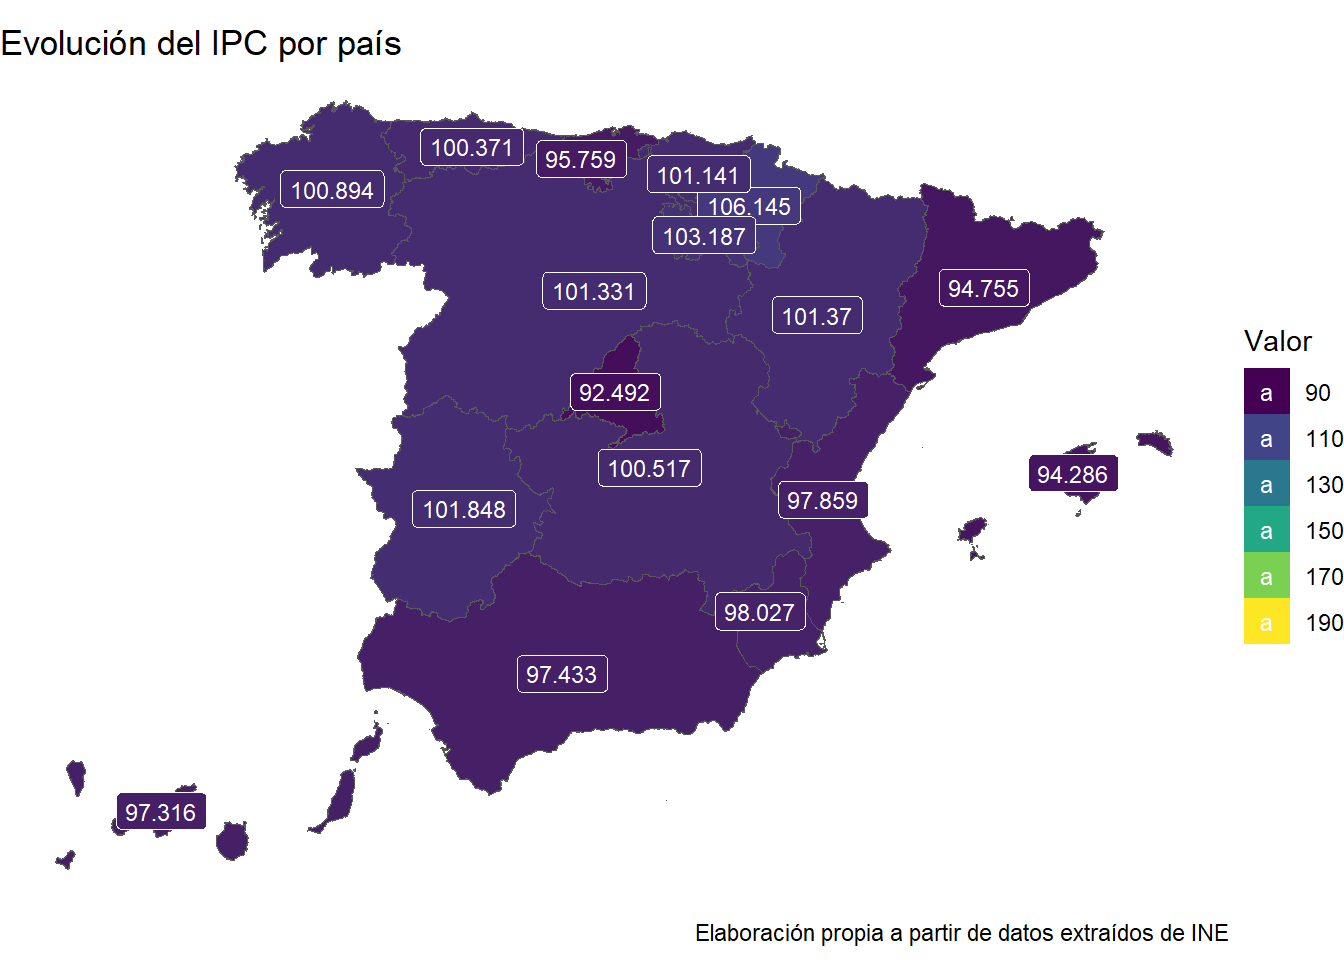 Evolución del IPC por país
100.371
95.759
100.894
101.141
106.145
103.187
101.331
94.755
101.37
92.492
100.517
94.286
97.859
101.848
98.027
97.433
97.316
Valor
a 90
a 110
a 130
a 150
a 170
a 190
Elaboración propia a partir de datos extraídos de INE